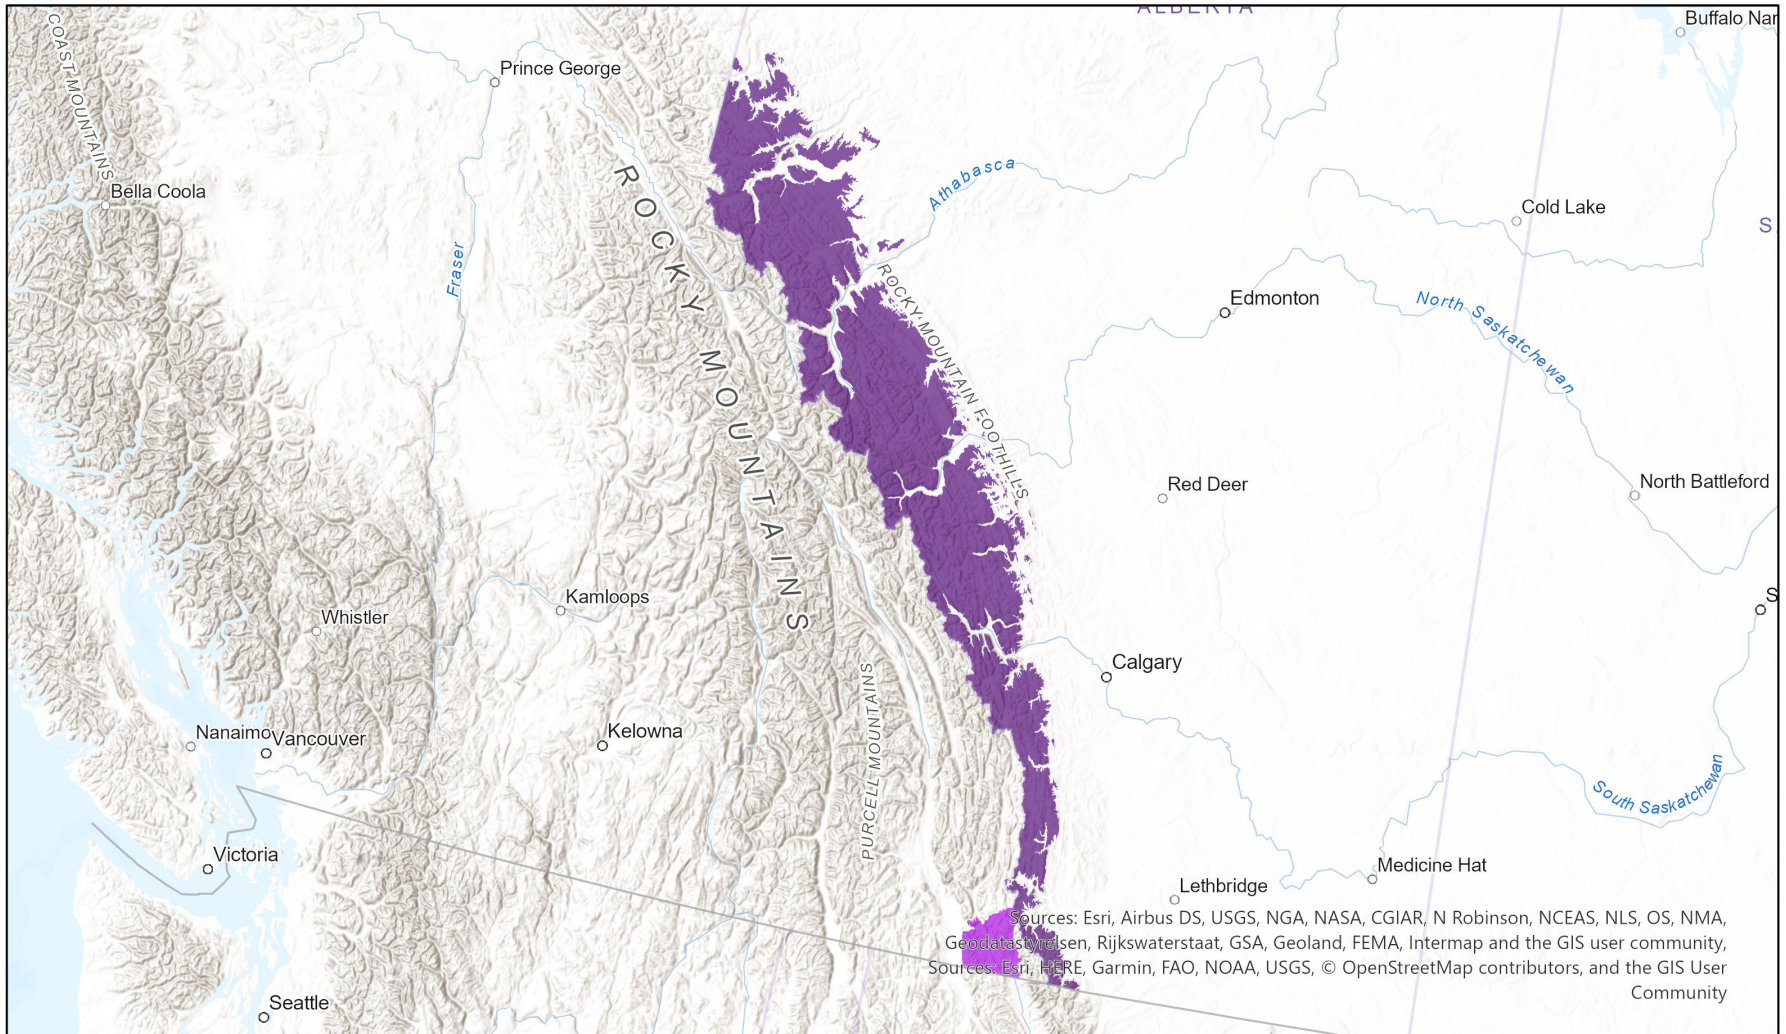 ALBERTA
Buffalo Nar
COAST MOUNTAINS
Prince George
Bella Coola
Athabasca
Cold Lake
S
Fraser
ROCKY MOUNTAINS
ROCKY MOUNTAIN FOOTHILLS
Edmonton
North Saskatchewan
Red Deer
North Battleford
Kamloops
S
Whistler
Calgary
PURCELL MOUNTAINS
Nanaimo
Vancouver
Kelowna
South Saskatchewan
Victoria
Medicine Hat
Lethbridge
Sources: Esri, Airbus DS, USGS, NGA, NASA, CGIAR, N Robinson, NCEAS, NLS, OS, NMA,
Geodatastyrelsen, Rijkswaterstaat, GSA, Geoland, FEMA, Intermap and the GIS user community,
Sources: Esri, HERE, Garmin, FAO, NOAA, USGS, © OpenStreetMap contributors, and the GIS User
Community
Seattle